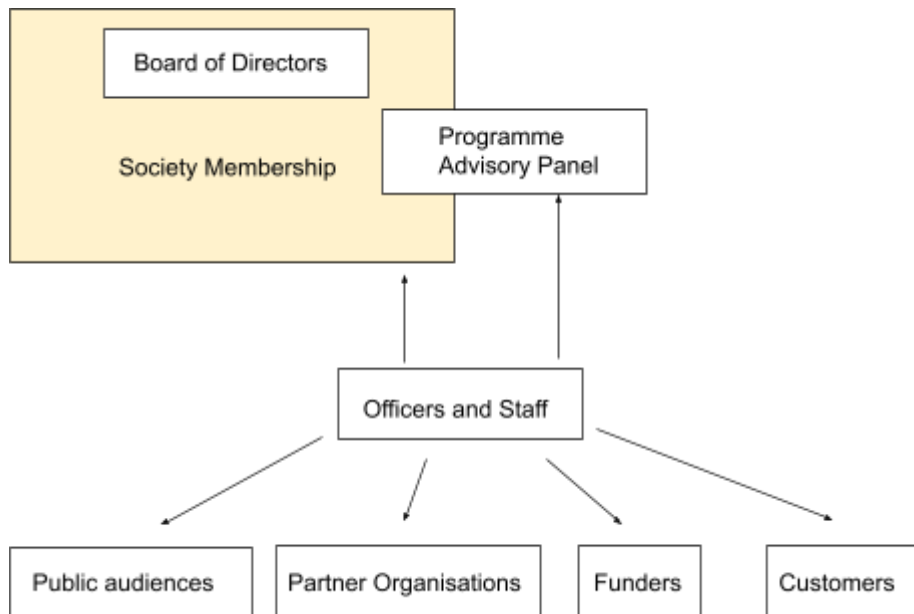 Board of Directors
Programme
Advisory Panel
Society Membership
Officers and Staff
Public audiences
Partner Organisations
Funders
Customers